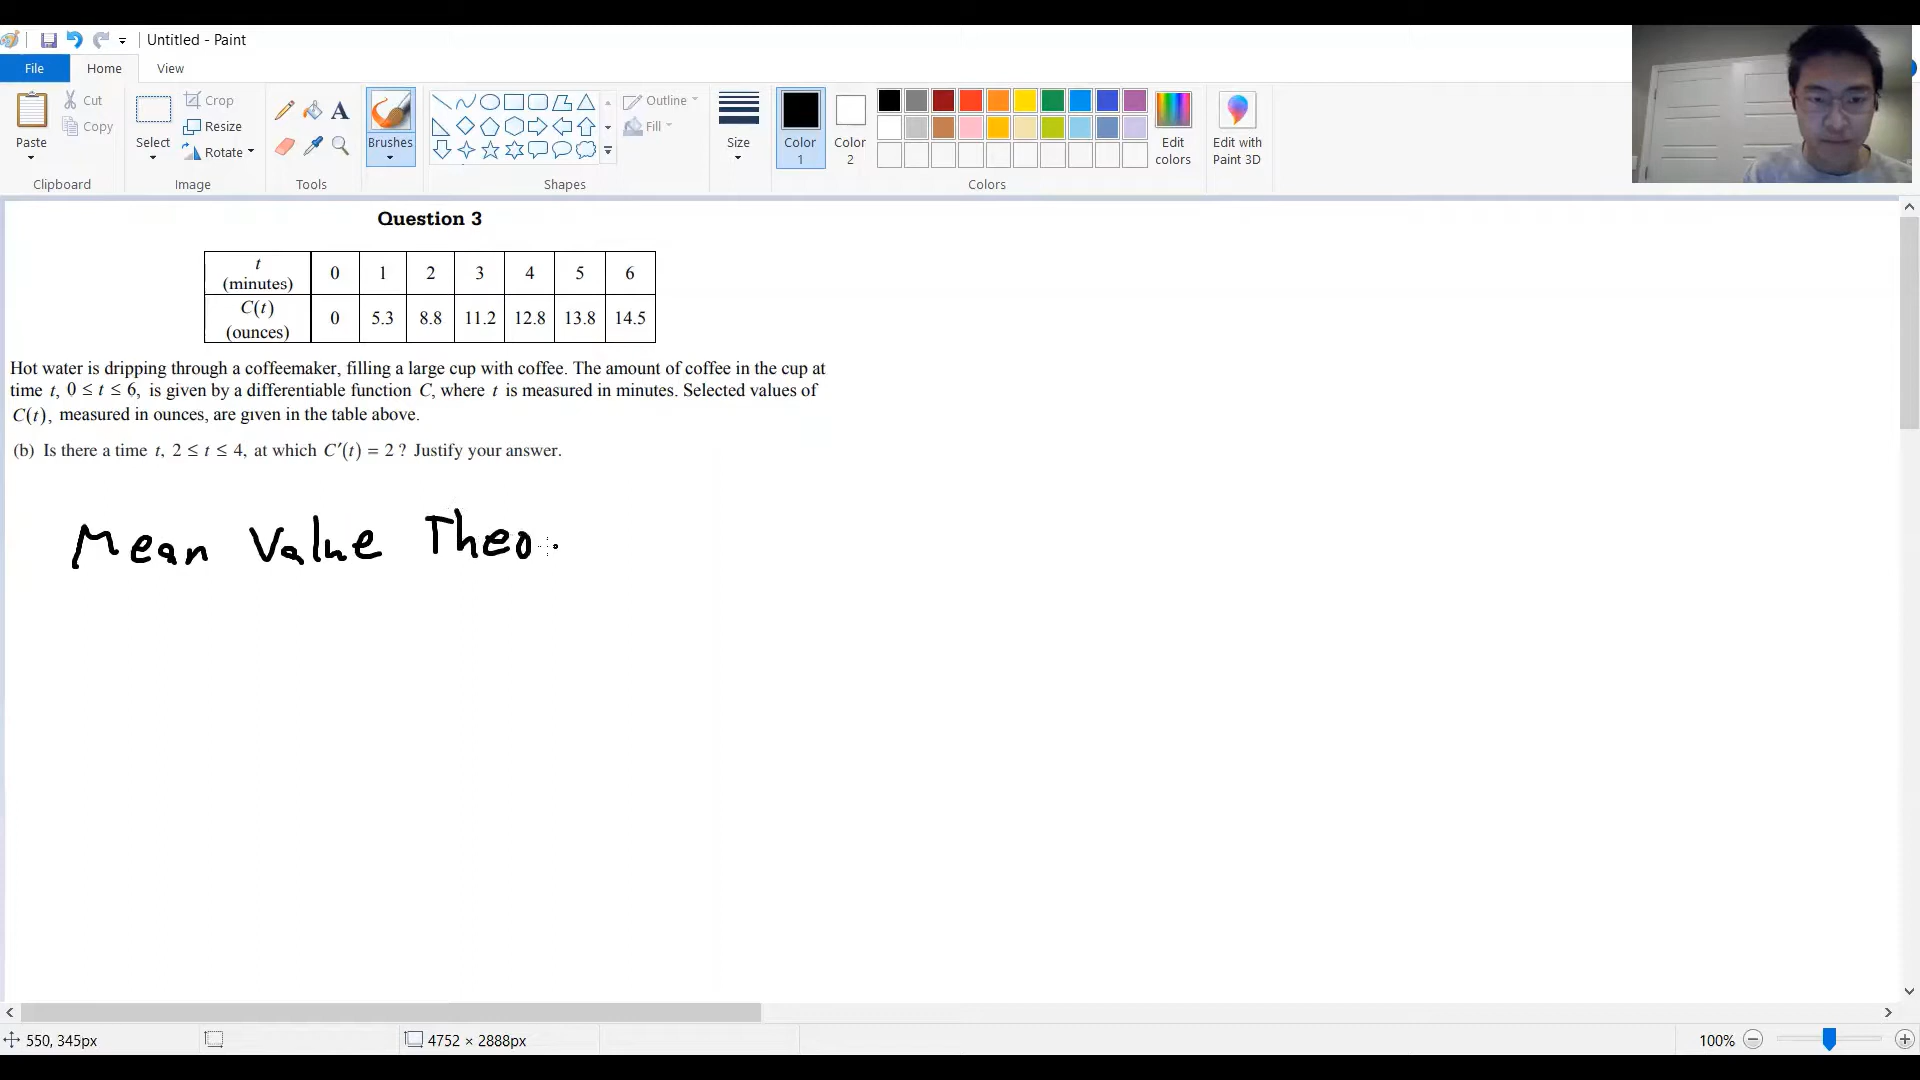 Untitled - Paint
File Home View
Paste
Cut
Copy
Clipboard
Select
Crop
Resize
Rotate
Image
Tools
Brushes
Shapes
Outline
Fill
Size
Color 1
Color 2
Colors
Edit colors
Edit with Paint 3D
Question 3
t (minutes) 0 1 2 3 4 5 6
C(t) (ounces) 0 5.3 8.8 11.2 12.8 13.8 14.5
Hot water is dripping through a coffeemaker, filling a large cup with coffee. The amount of coffee in the cup at
time t, 0 ≤ t ≤ 6, is given by a differentiable function C, where t is measured in minutes. Selected values of
C(t), measured in ounces, are given in the table above.
(b) Is there a time t, 2 ≤ t ≤ 4, at which C′(t) = 2 ? Justify your answer.
Mean Value Theo
550, 345px
4752 × 2888px
100%